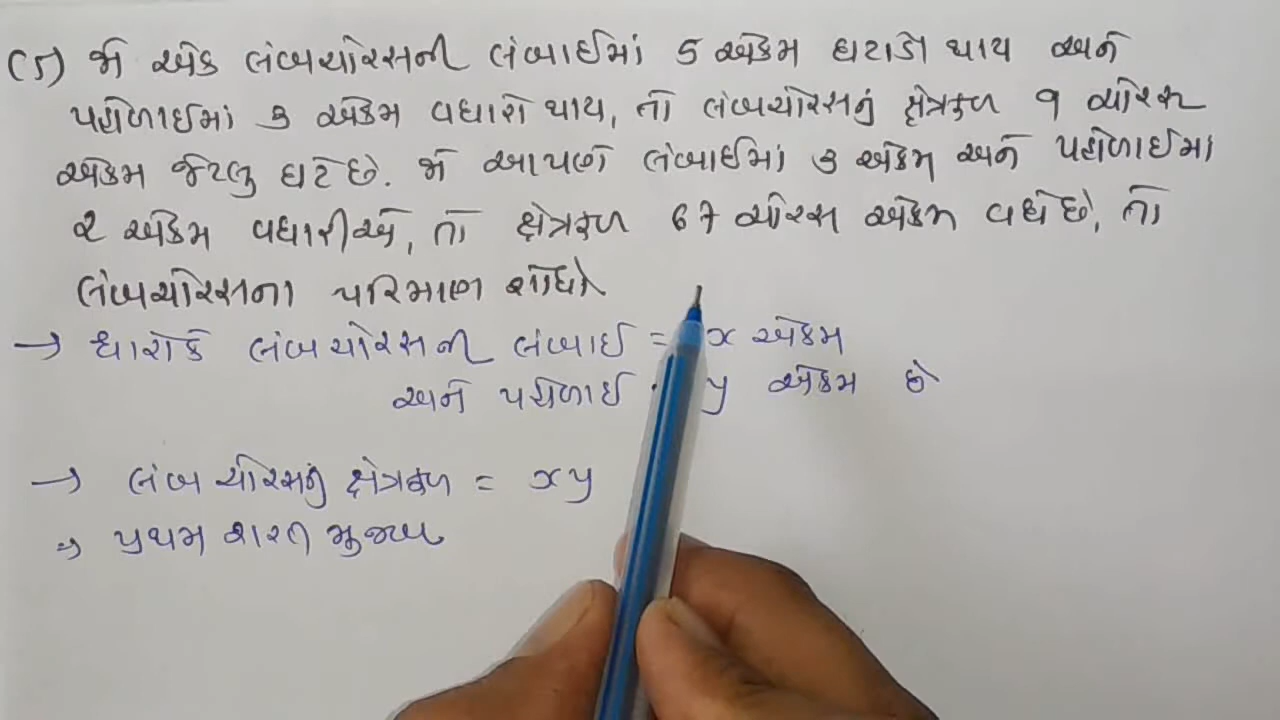 (5) જો એક લંબચોરસની લંબાઈમાં 5 એકમ ઘટાડો થાય અને
પહોળાઈમાં 3 એકમ વધારો થાય, તો લંબચોરસનું ક્ષેત્રફળ 9 ચોરસ
એકમ જેટલુ ઘટે છે. જો આપણે લંબાઈમાં 3 એકમ અને પહોળાઈમાં
2 એકમ વધારીએ, તો ક્ષેત્રફળ 67 ચોરસ એકમ વધે છે, તો
લંબચોરસના પરિમાણ શોધો.
→ ધારોકે લંબચોરસની લંબાઈ = x એકમ
અને પહોળાઈ y એકમ છે
→ લંબચોરસનું ક્ષેત્રફળ = xy
⇒ પ્રથમ શરત મુજબ